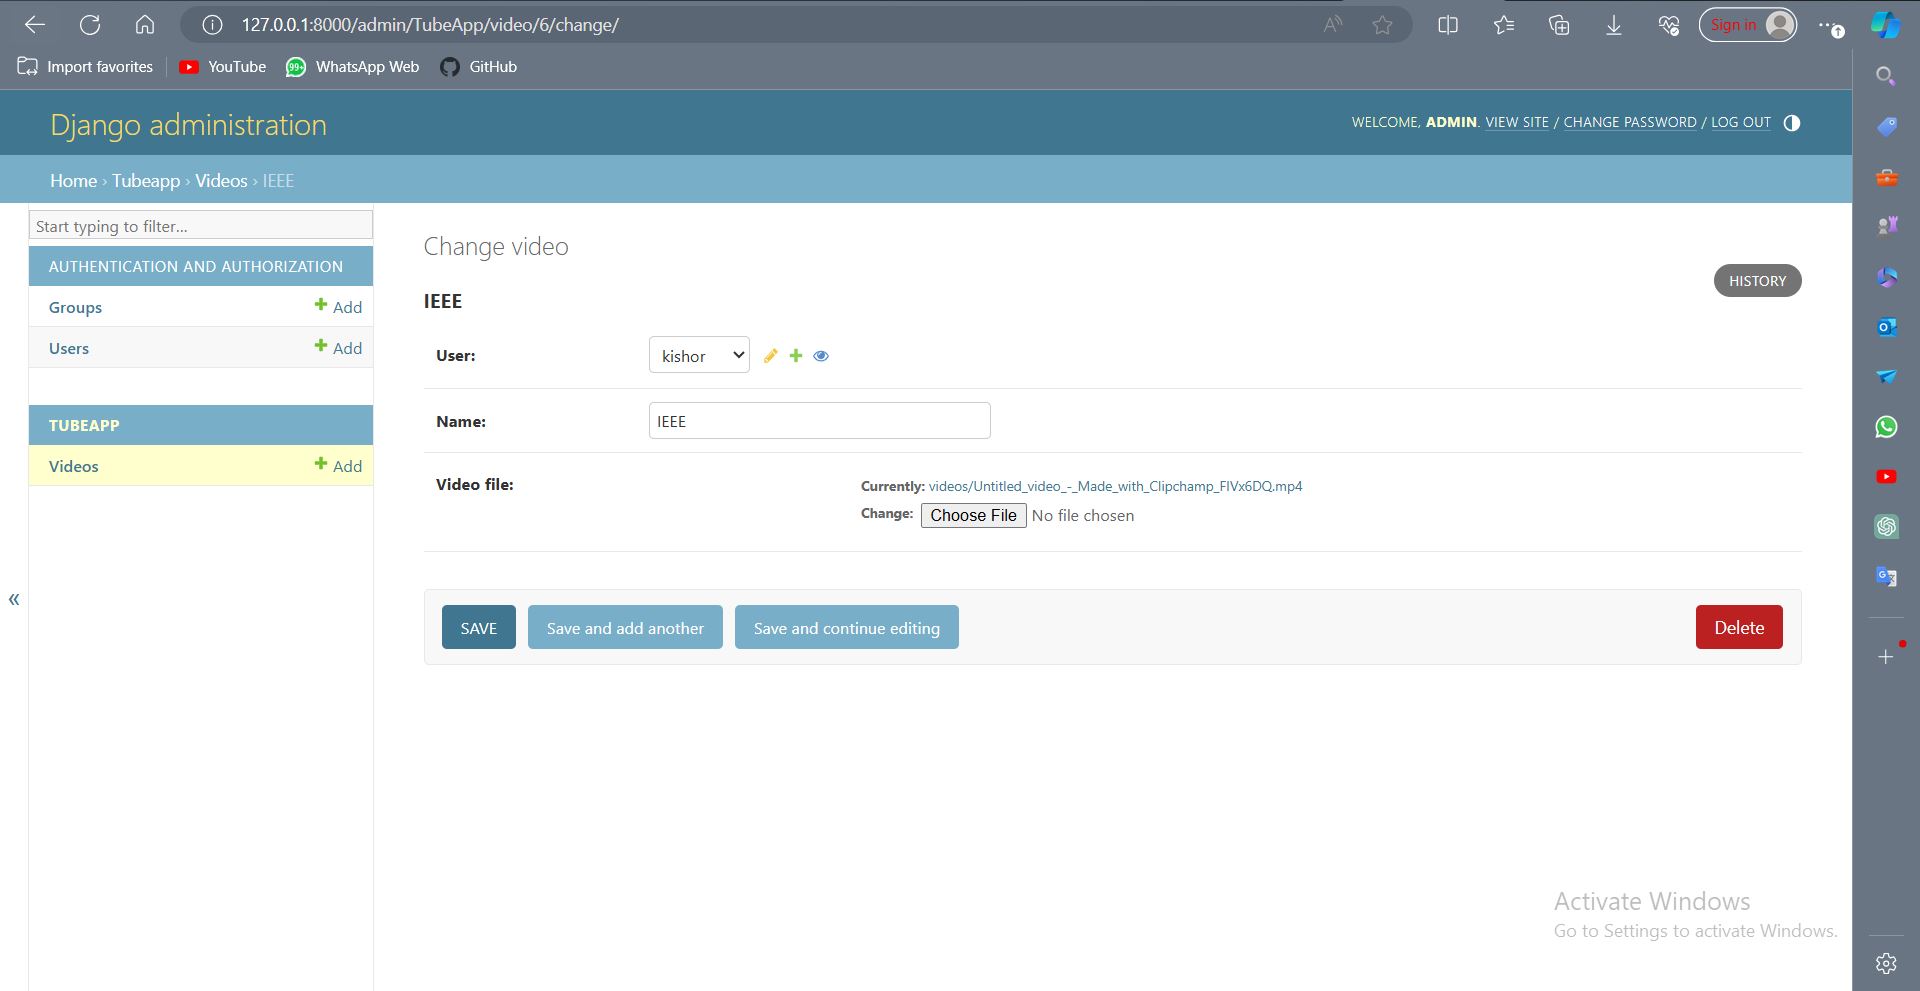 127.0.0.1:8000/admin/TubeApp/video/6/change/
Sign in
Import favorites
YouTube
99+
WhatsApp Web
GitHub
Django administration
WELCOME, ADMIN. VIEW SITE / CHANGE PASSWORD / LOG OUT
Home › Tubeapp › Videos › IEEE
Start typing to filter...
AUTHENTICATION AND AUTHORIZATION
Groups + Add
Users + Add
TUBEAPP
Videos + Add
«
Change video
HISTORY
IEEE
User: kishor
Name: IEEE
Video file:
Currently: videos/Untitled_video_-_Made_with_Clipchamp_FIVx6DQ.mp4
Change: Choose File No file chosen
SAVE
Save and add another
Save and continue editing
Delete
Activate Windows
Go to Settings to activate Windows.